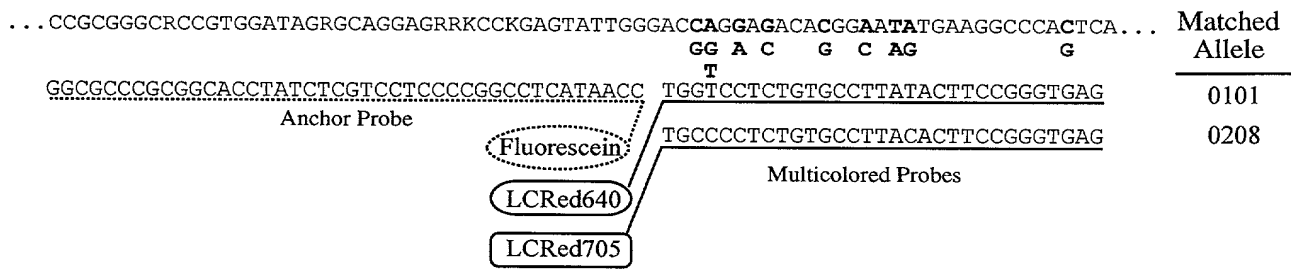 ...CCGCGGGCRCCGTGGATAGRGCAGGAGRRKCCKGAGTATTGGGACCAGGAGACACGGAATATGAAGGCCCACTCA... Matched
GG A C G C AG G Allele
T
GGCGCCCGCGGCACCTATCTCGTCCTCCCCGGCCTCATAACC TGGTCCTCTGTGCCTTATACTTCCGGGTGAG 0101
Anchor Probe
Fluorescein TGCCCCTCTGTGCCTTACACTTCCGGGTGAG 0208
LCRed640 Multicolored Probes
LCRed705